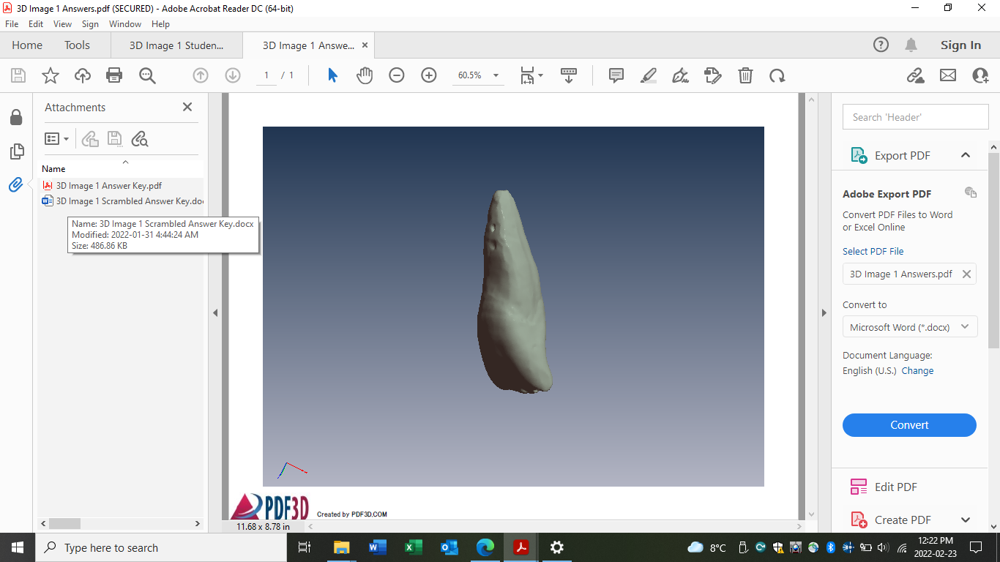 3D Image 1 Answers.pdf (SECURED) - Adobe Acrobat Reader DC (64-bit)
File Edit View Sign Window Help
Home Tools 3D Image 1 Studen... 3D Image 1 Answe... Sign In
1 / 1 60.5%
Attachments
Name
3D Image 1 Answer Key.pdf
3D Image 1 Scrambled Answer Key.do
Name: 3D Image 1 Scrambled Answer Key.docx
Modified: 2022-01-31 4:44:24 AM
Size: 486.86 KB
PDF3D Created by PDF3D.COM
11.68 x 8.78 in
Search 'Header'
Export PDF
Adobe Export PDF
Convert PDF Files to Word
or Excel Online
Select PDF File
3D Image 1 Answers.pdf
Convert to
Microsoft Word (*.docx)
Document Language:
English (U.S.) Change
Convert
Edit PDF
Create PDF
Type here to search
8°C
12:22 PM
2022-02-23